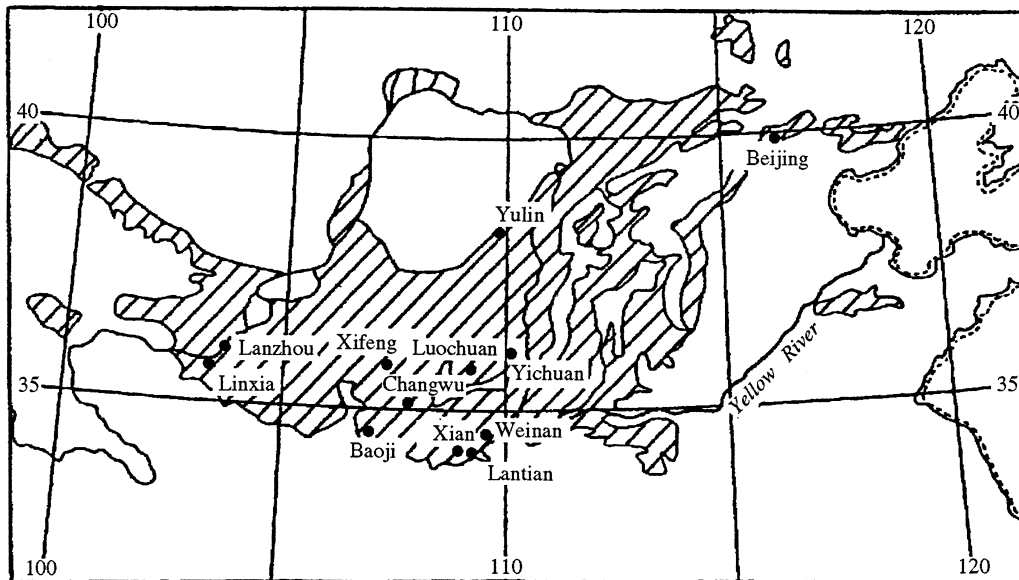 100
110
120
40
40
Beijing
Yulin
Lanzhou
Xifeng
Luochuan
Yichuan
Linxia
Changwu
35
35
Yellow River
Baoji
Xian
Weinan
Lantian
100
110
120